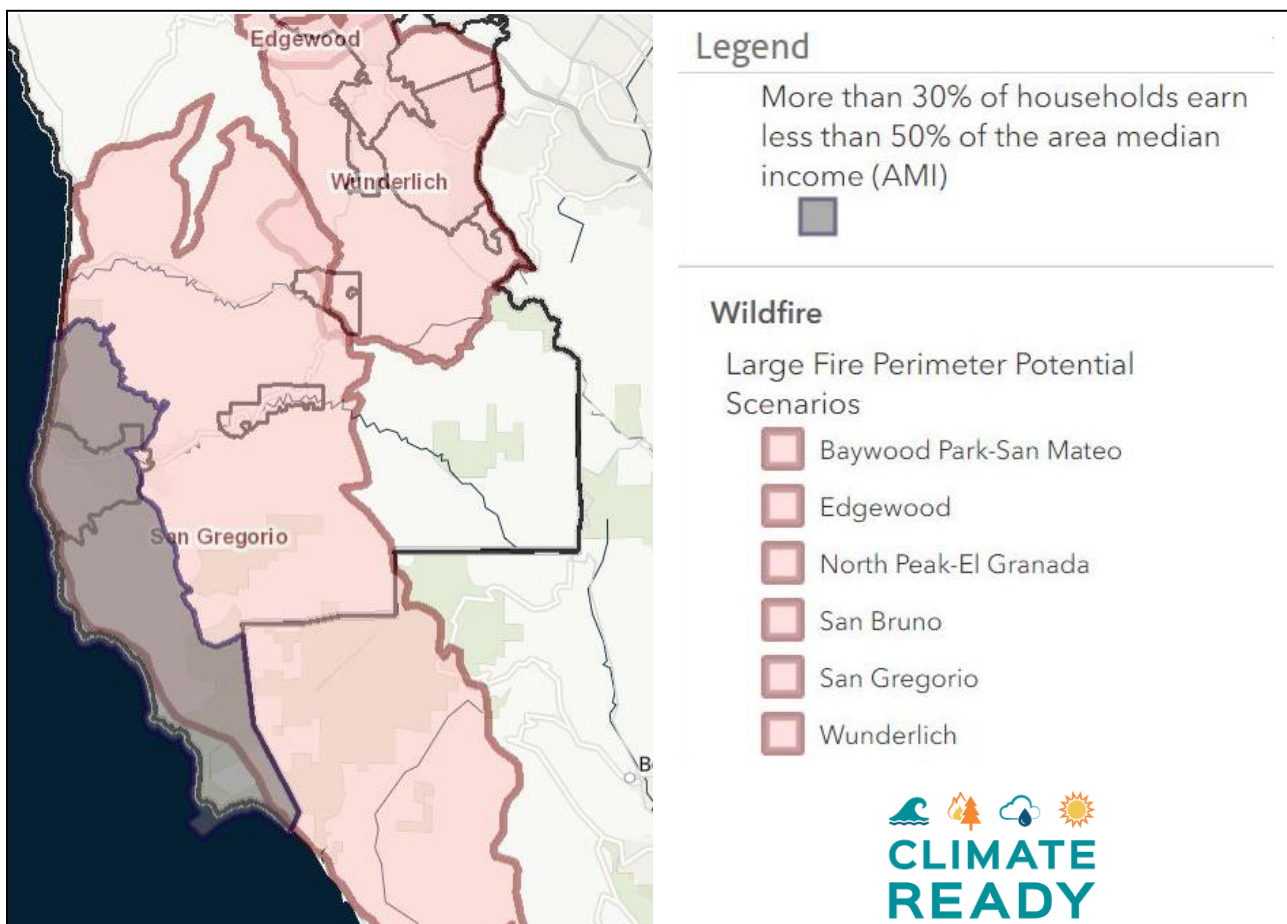 Edgewood
Wunderlich
San Gregorio
Legend
More than 30% of households earn
less than 50% of the area median
income (AMI)
Wildfire
Large Fire Perimeter Potential
Scenarios
Baywood Park-San Mateo
Edgewood
North Peak-El Granada
San Bruno
San Gregorio
Wunderlich
CLIMATE
READY